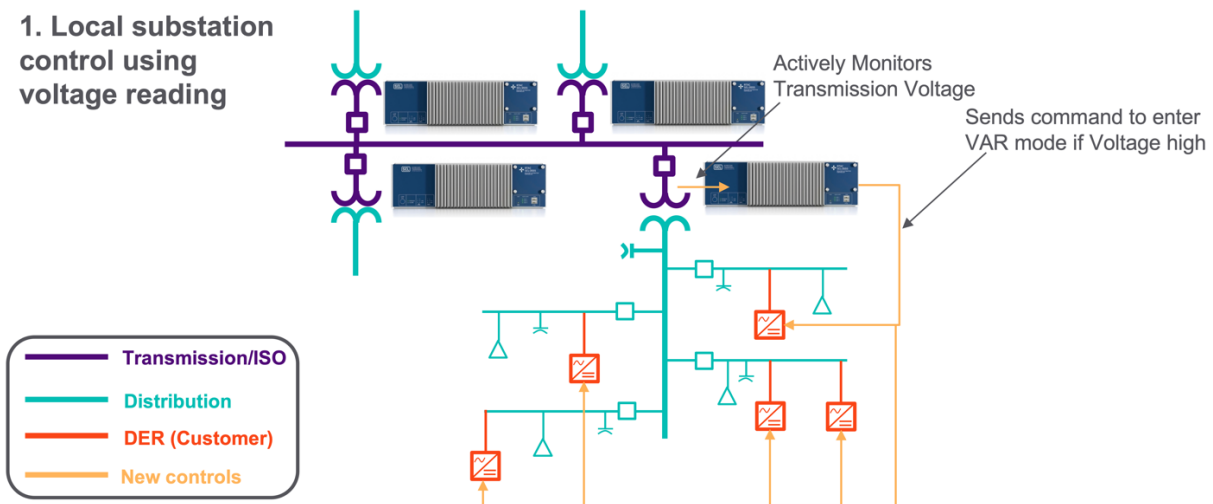 1. Local substation
control using
voltage reading
Actively Monitors
Transmission Voltage
Sends command to enter
VAR mode if Voltage high
Transmission/ISO
Distribution
DER (Customer)
New controls